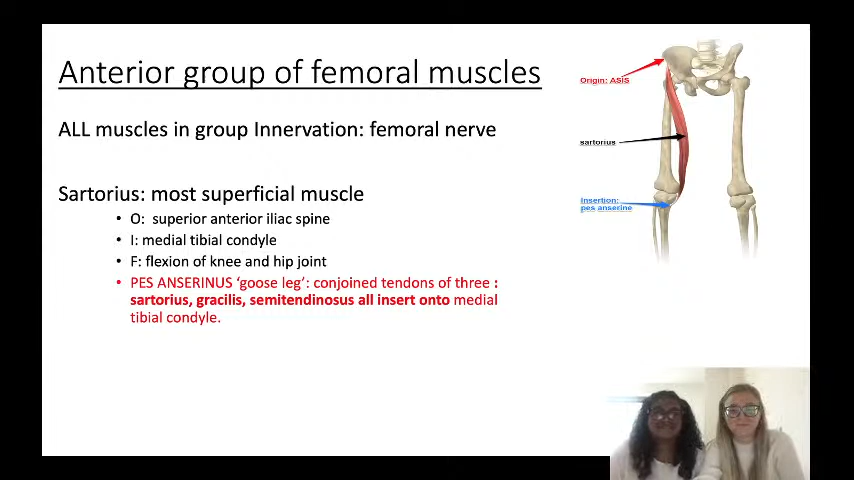 Anterior group of femoral muscles
ALL muscles in group Innervation: femoral nerve
Sartorius: most superficial muscle
• O: superior anterior iliac spine
• I: medial tibial condyle
• F: flexion of knee and hip joint
• PES ANSERINUS ‘goose leg’: conjoined tendons of three :
sartorius, gracilis, semitendinosus all insert onto medial
tibial condyle.
Origin: ASIS
sartorius
Insertion:
pes anserine